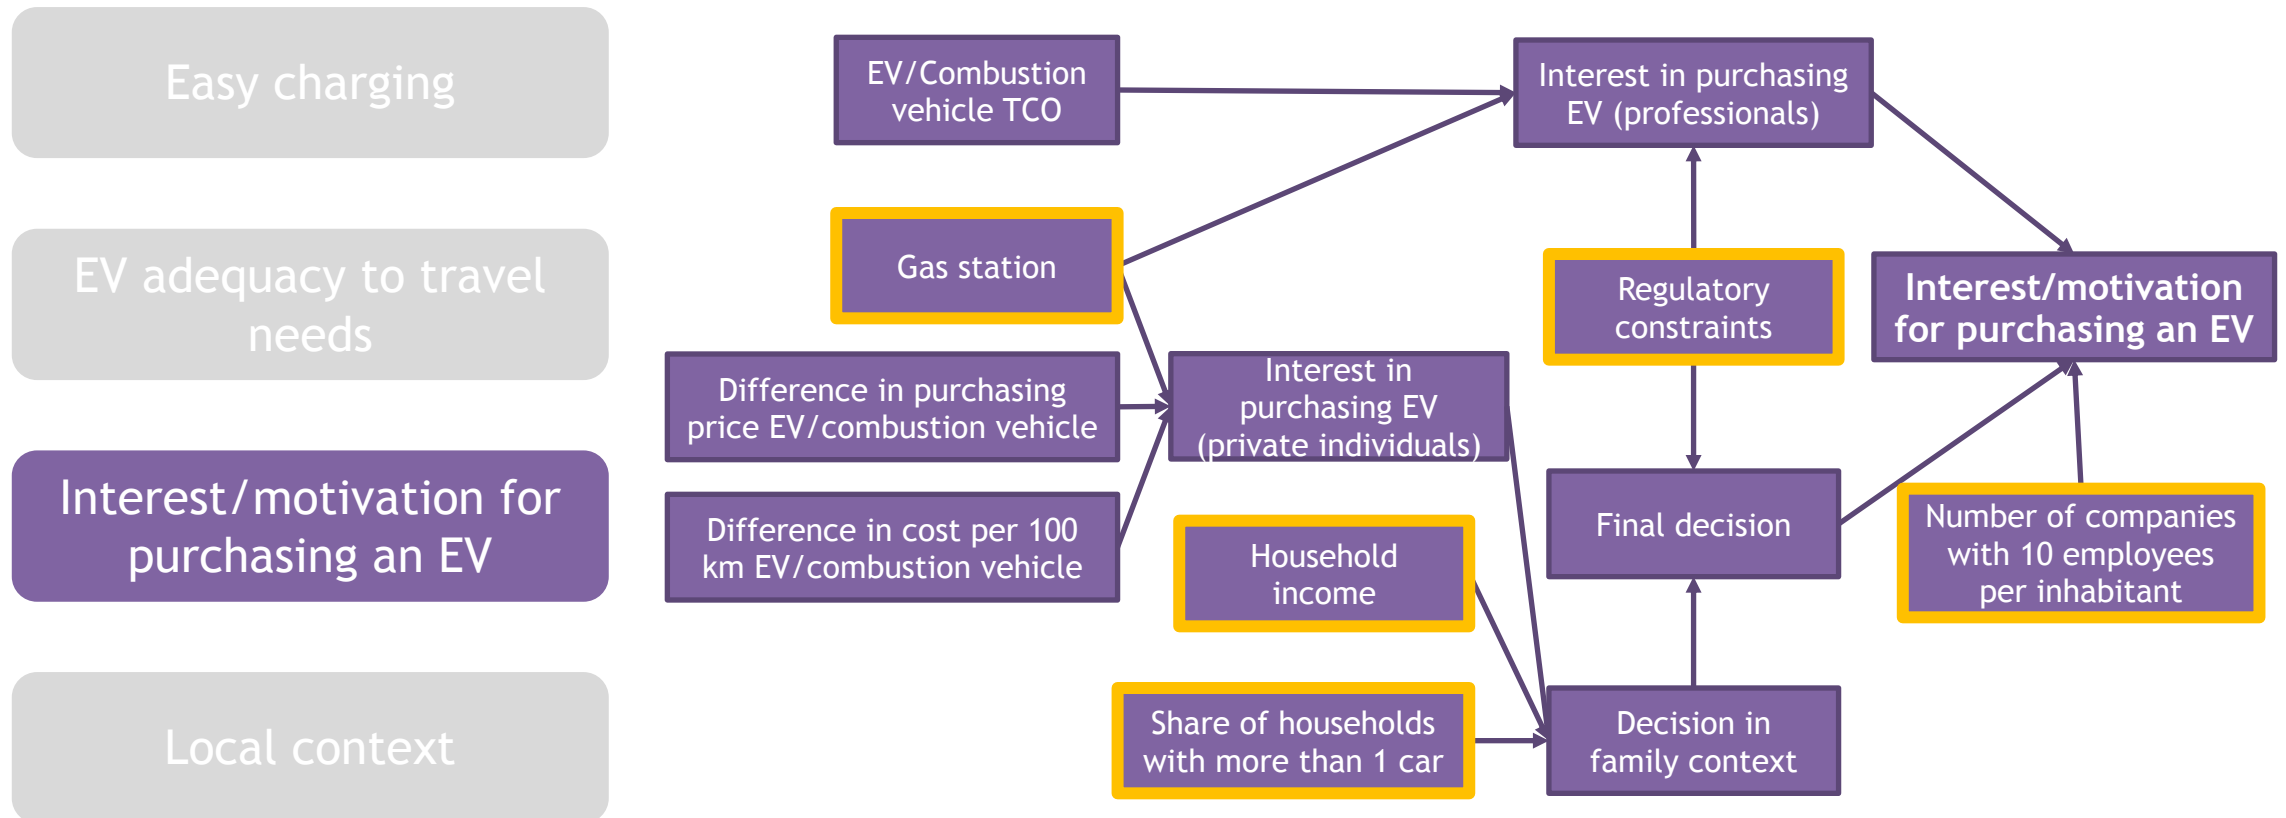 Easy charging
EV adequacy to travel
needs
Interest/motivation for
purchasing an EV
Local context
EV/Combustion
vehicle TCO
Gas station
Difference in purchasing
price EV/combustion vehicle
Difference in cost per 100
km EV/combustion vehicle
Interest in
purchasing EV
(private individuals)
Household
income
Share of households
with more than 1 car
Interest in purchasing
EV (professionals)
Regulatory
constraints
Final decision
Decision in
family context
Interest/motivation
for purchasing an EV
Number of companies
with 10 employees
per inhabitant